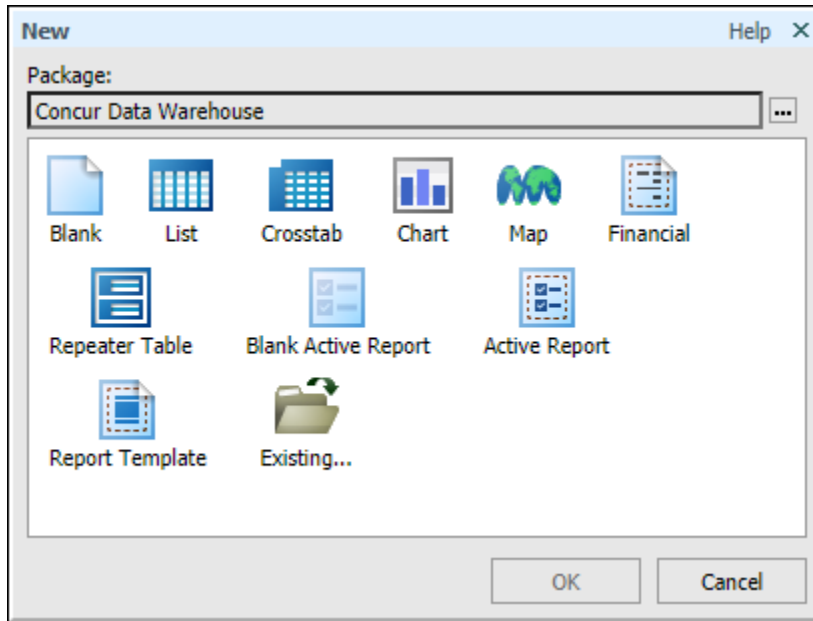 New Help
Package:
Concur Data Warehouse ...
Blank List Crosstab Chart Map Financial
Repeater Table Blank Active Report Active Report
Report Template Existing...
OK Cancel